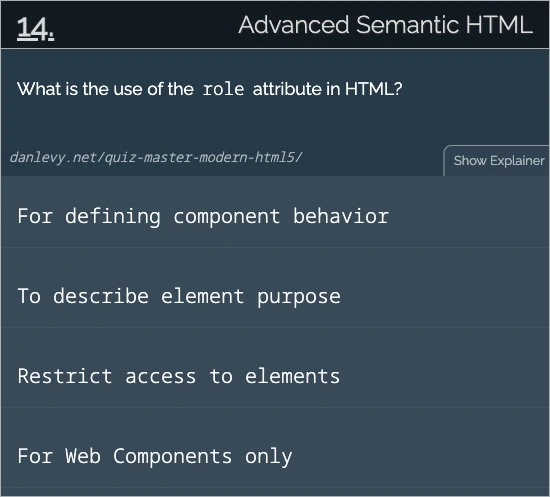 14.
Advanced Semantic HTML
What is the use of the role attribute in HTML?
danlevy.net/quiz-master-modern-html5/
Show Explainer
For defining component behavior
To describe element purpose
Restrict access to elements
For Web Components only